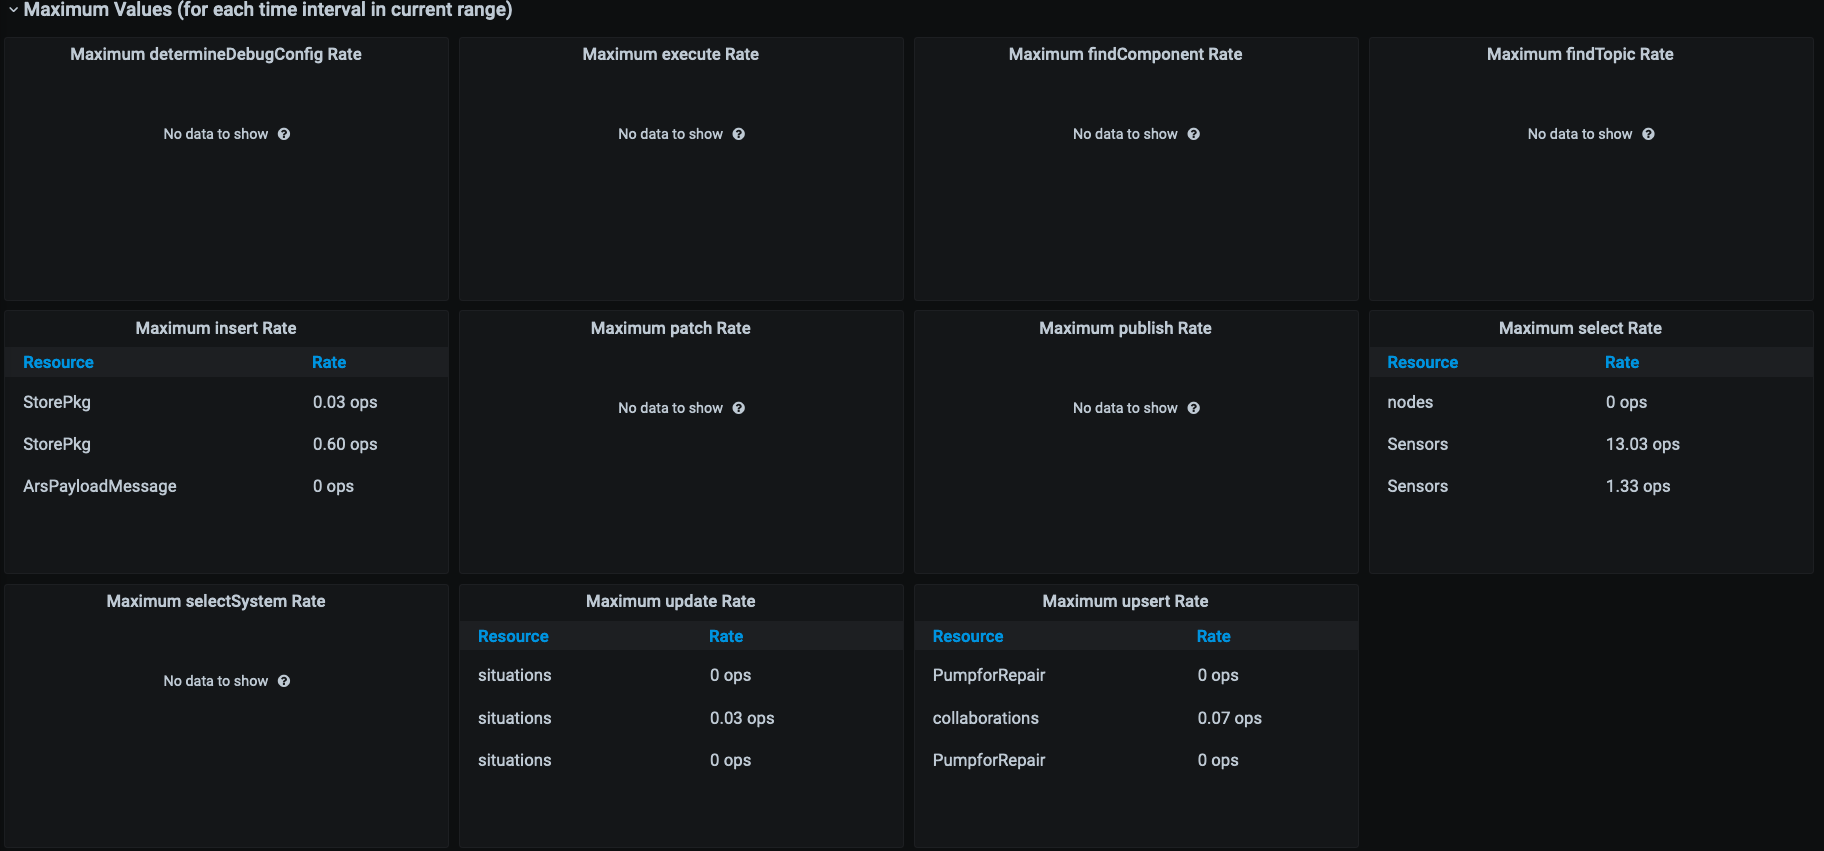 Maximum Values (for each time interval in current range)
Maximum determineDebugConfig Rate
No data to show
Maximum execute Rate
No data to show
Maximum findComponent Rate
No data to show
Maximum findTopic Rate
No data to show
Maximum insert Rate
Resource Rate
StorePkg 0.03 ops
StorePkg 0.60 ops
ArsPayloadMessage 0 ops
Maximum patch Rate
No data to show
Maximum publish Rate
No data to show
Maximum select Rate
Resource Rate
nodes 0 ops
Sensors 13.03 ops
Sensors 1.33 ops
Maximum selectSystem Rate
No data to show
Maximum update Rate
Resource Rate
situations 0 ops
situations 0.03 ops
situations 0 ops
Maximum upsert Rate
Resource Rate
PumpforRepair 0 ops
collaborations 0.07 ops
PumpforRepair 0 ops